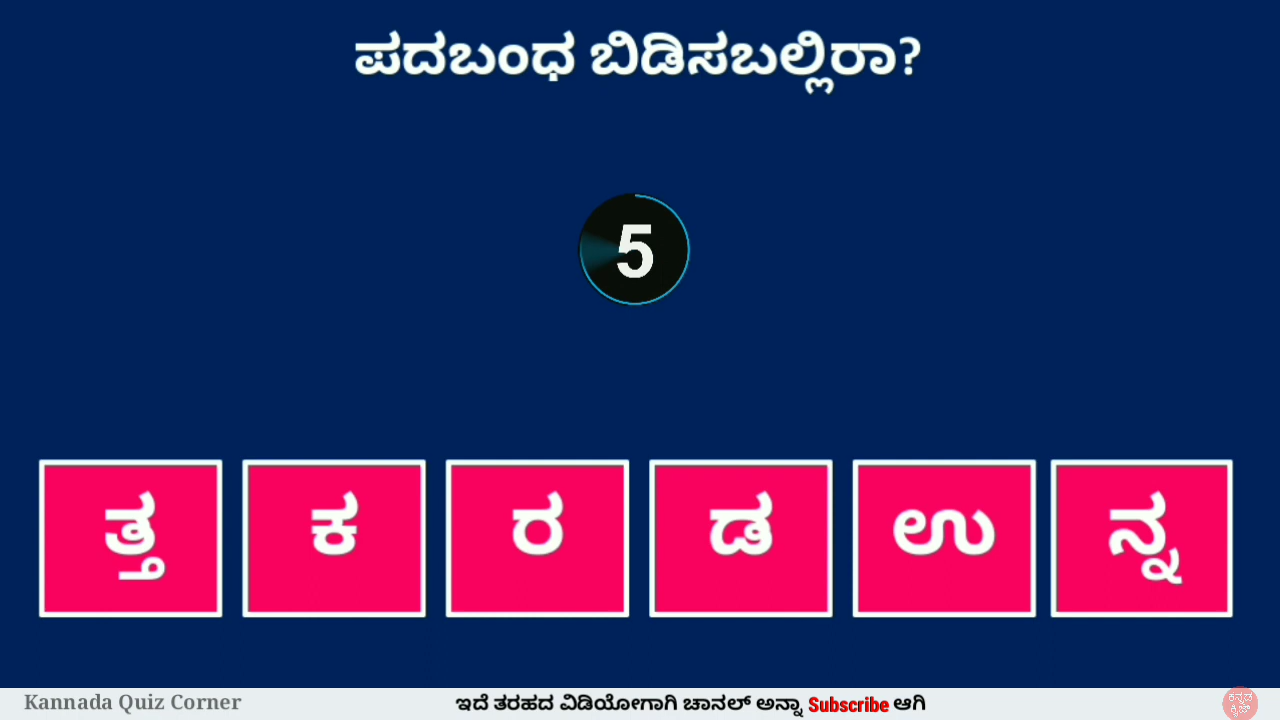 ಪದಬಂಧ ಬಿಡಿಸಬಲ್ಲಿರಾ?
5
ತ್ತ ಕ ರ ಡ ಉ ನ್ನ
Kannada Quiz Corner ಇದೆ ತರಹದ ವಿಡಿಯೋಗಾಗಿ ಚಾನಲ್ ಅನ್ನಾ Subscribe ಆಗಿ